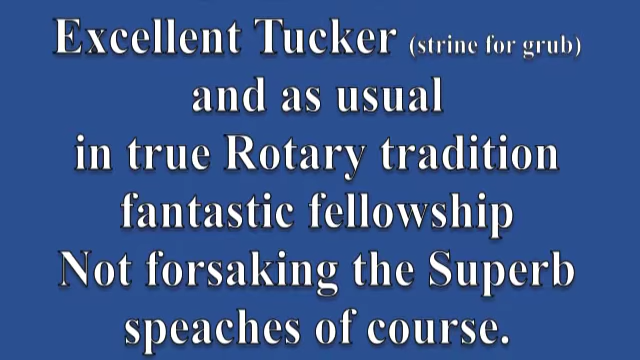 Excellent Tucker (strine for grub)
and as usual
in true Rotary tradition
fantastic fellowship
Not forsaking the Superb
speaches of course.